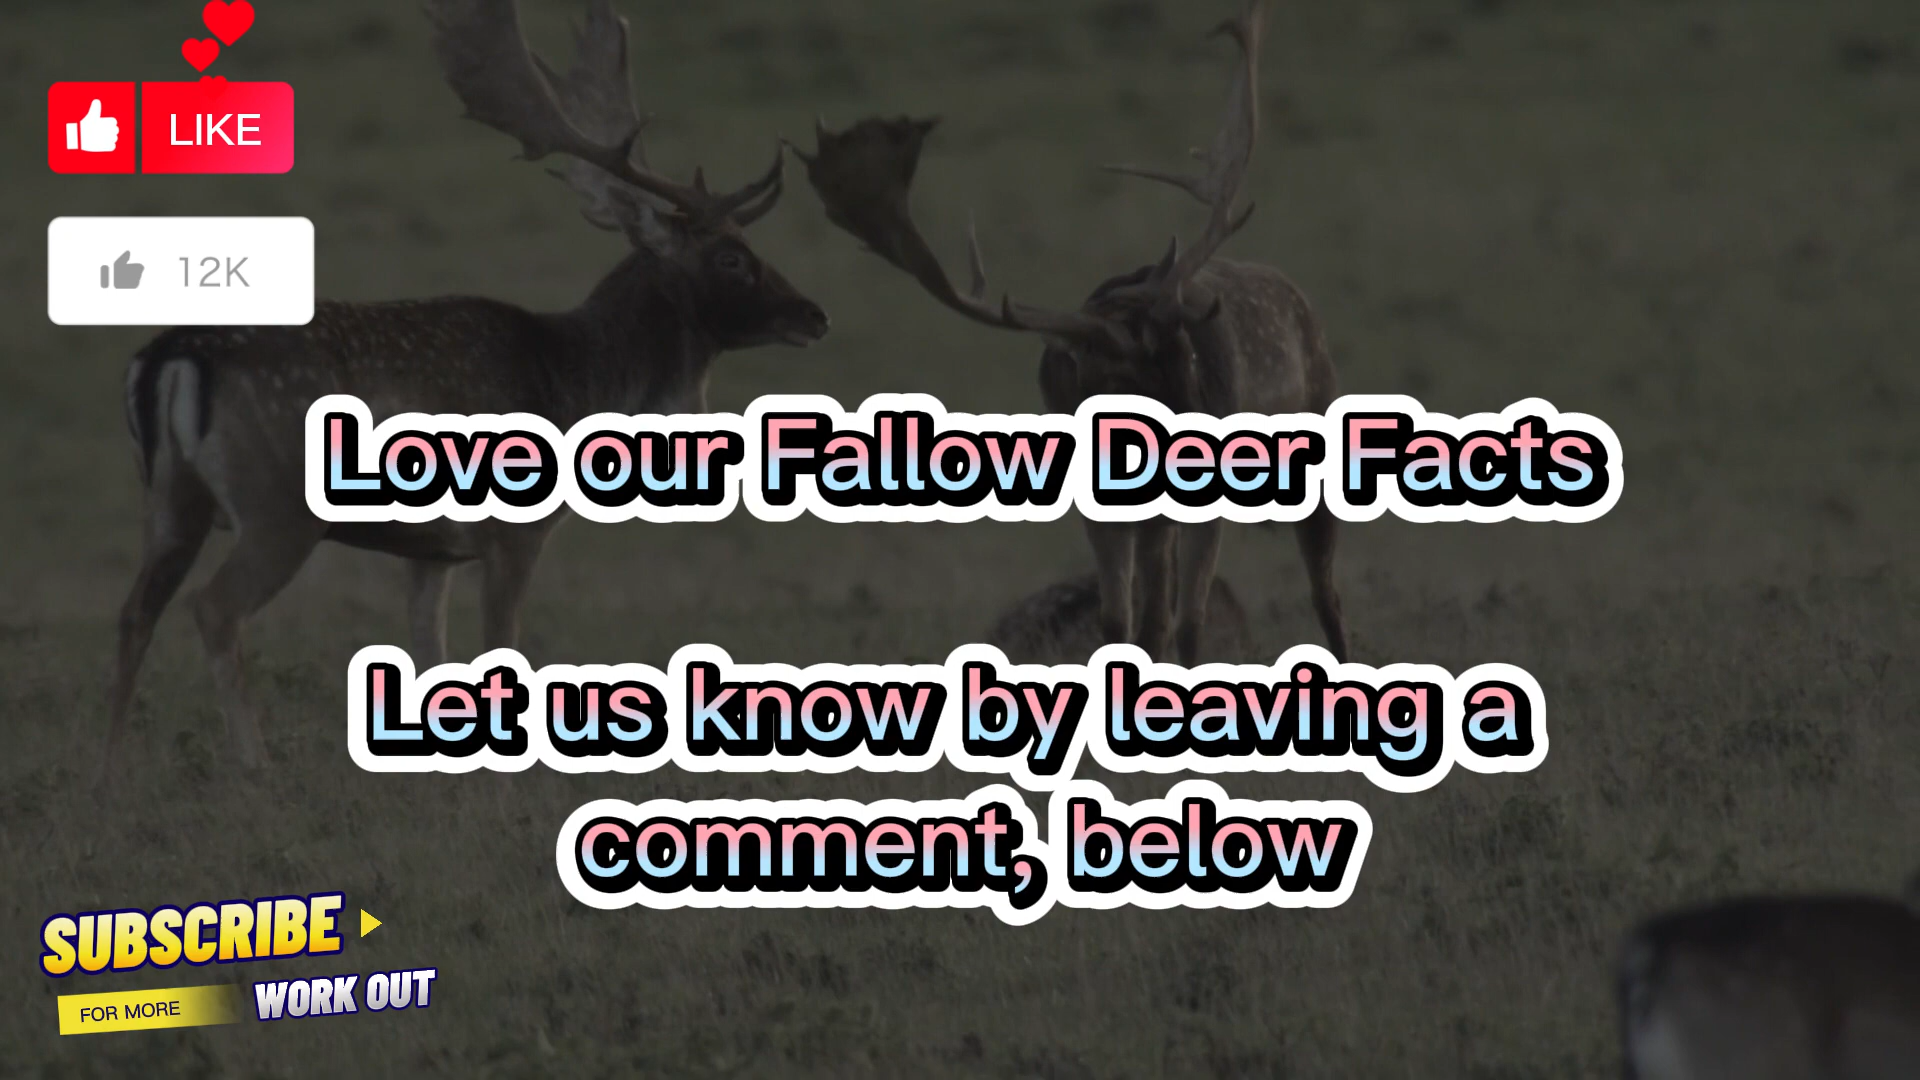 LIKE
12K
Love our Fallow Deer Facts
Let us know by leaving a
comment, below
SUBSCRIBE
FOR MORE WORK OUT